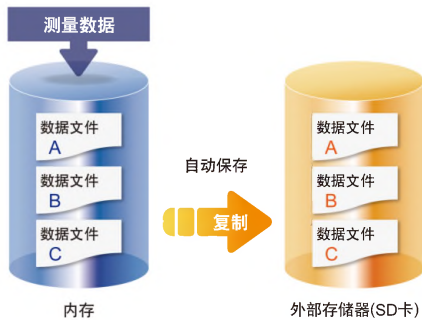 测量数据
数据文件
A
数据文件
B
数据文件
C
内存
自动保存
复制
数据文件
A
数据文件
B
数据文件
C
外部存储器(SD卡)